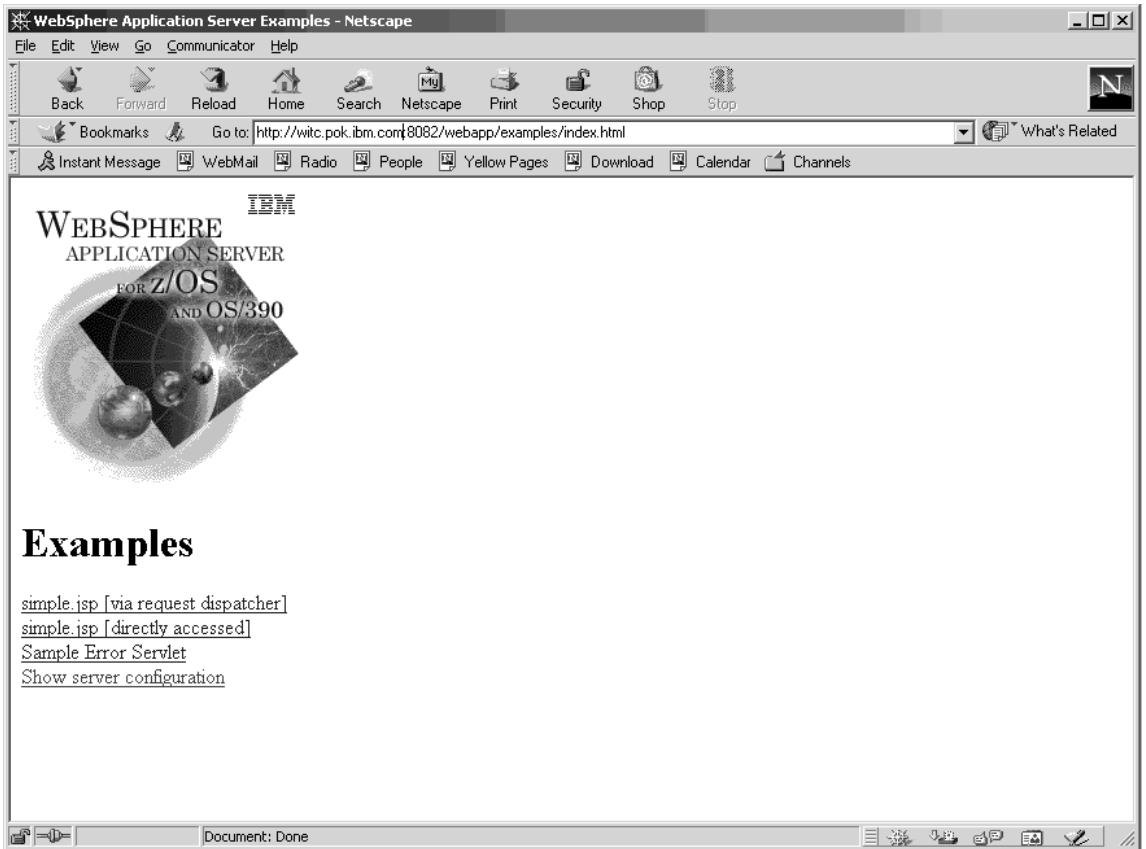 WebSphere Application Server Examples - Netscape
File Edit View Go Communicator Help
Back Forward Reload Home Search Netscape Print Security Shop Stop
My
N
Bookmarks Go to: http://witc.pok.ibm.com:8082/webapp/examples/index.html What's Related
Instant Message WebMail Radio People Yellow Pages Download Calendar Channels
IBM
WEBSPHERE
APPLICATION SERVER
FOR z/OS
AND OS/390
Examples
simple.jsp [via request dispatcher]
simple.jsp [directly accessed]
Sample Error Servlet
Show server configuration
Document: Done